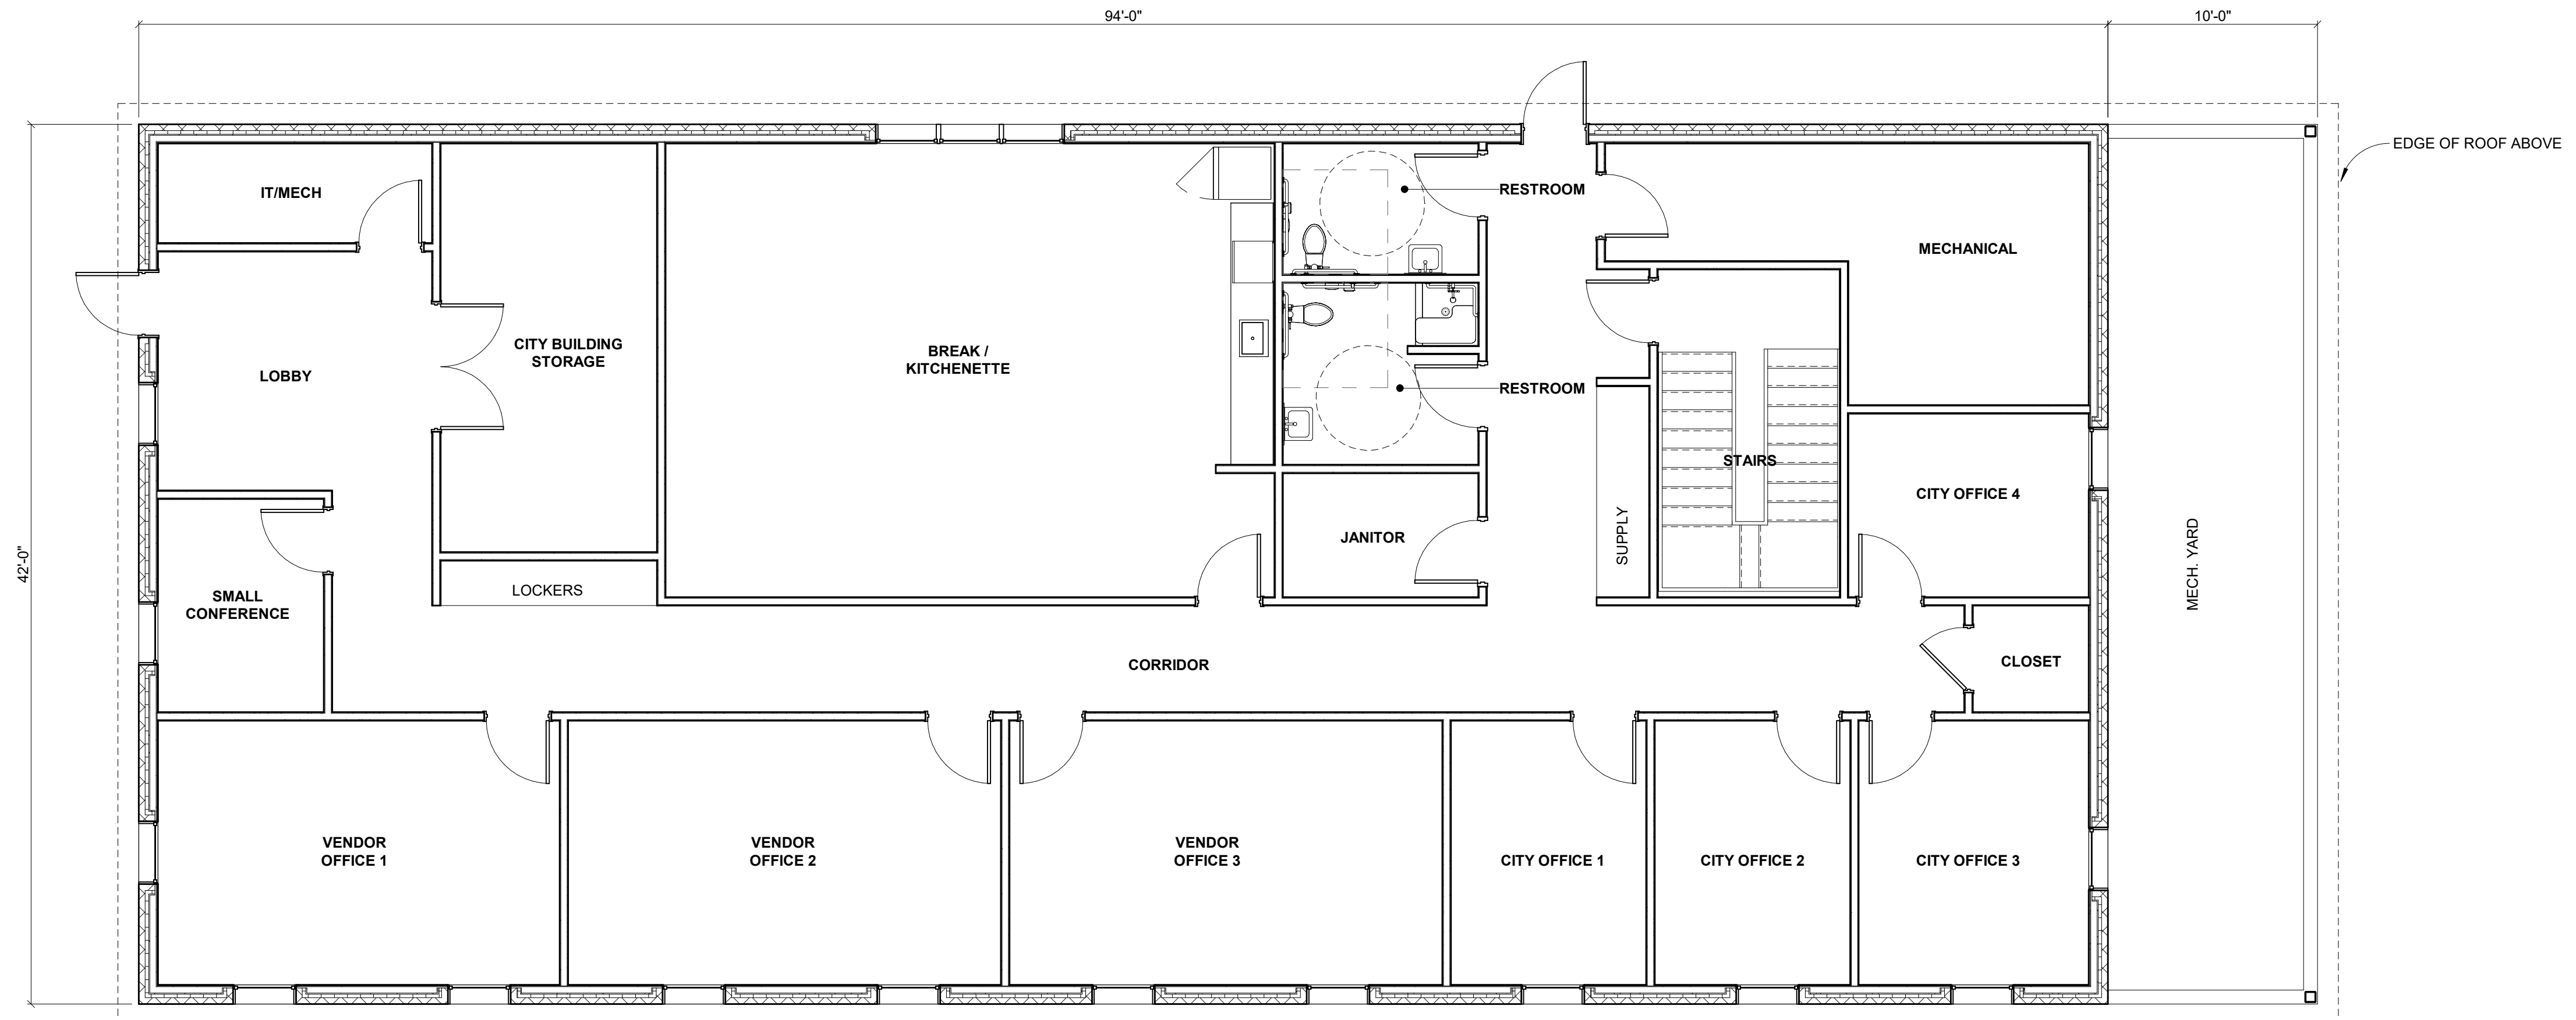 94'-0"
10'-0"
EDGE OF ROOF ABOVE
IT/MECH
RESTROOM
MECHANICAL
CITY BUILDING
STORAGE
BREAK /
KITCHENETTE
LOBBY
RESTROOM
STAIRS
CITY OFFICE 4
SUPPLY
JANITOR
MECH. YARD
42'-0"
LOCKERS
SMALL
CONFERENCE
CORRIDOR
CLOSET
VENDOR
OFFICE 1
VENDOR
OFFICE 2
VENDOR
OFFICE 3
CITY OFFICE 1
CITY OFFICE 2
CITY OFFICE 3